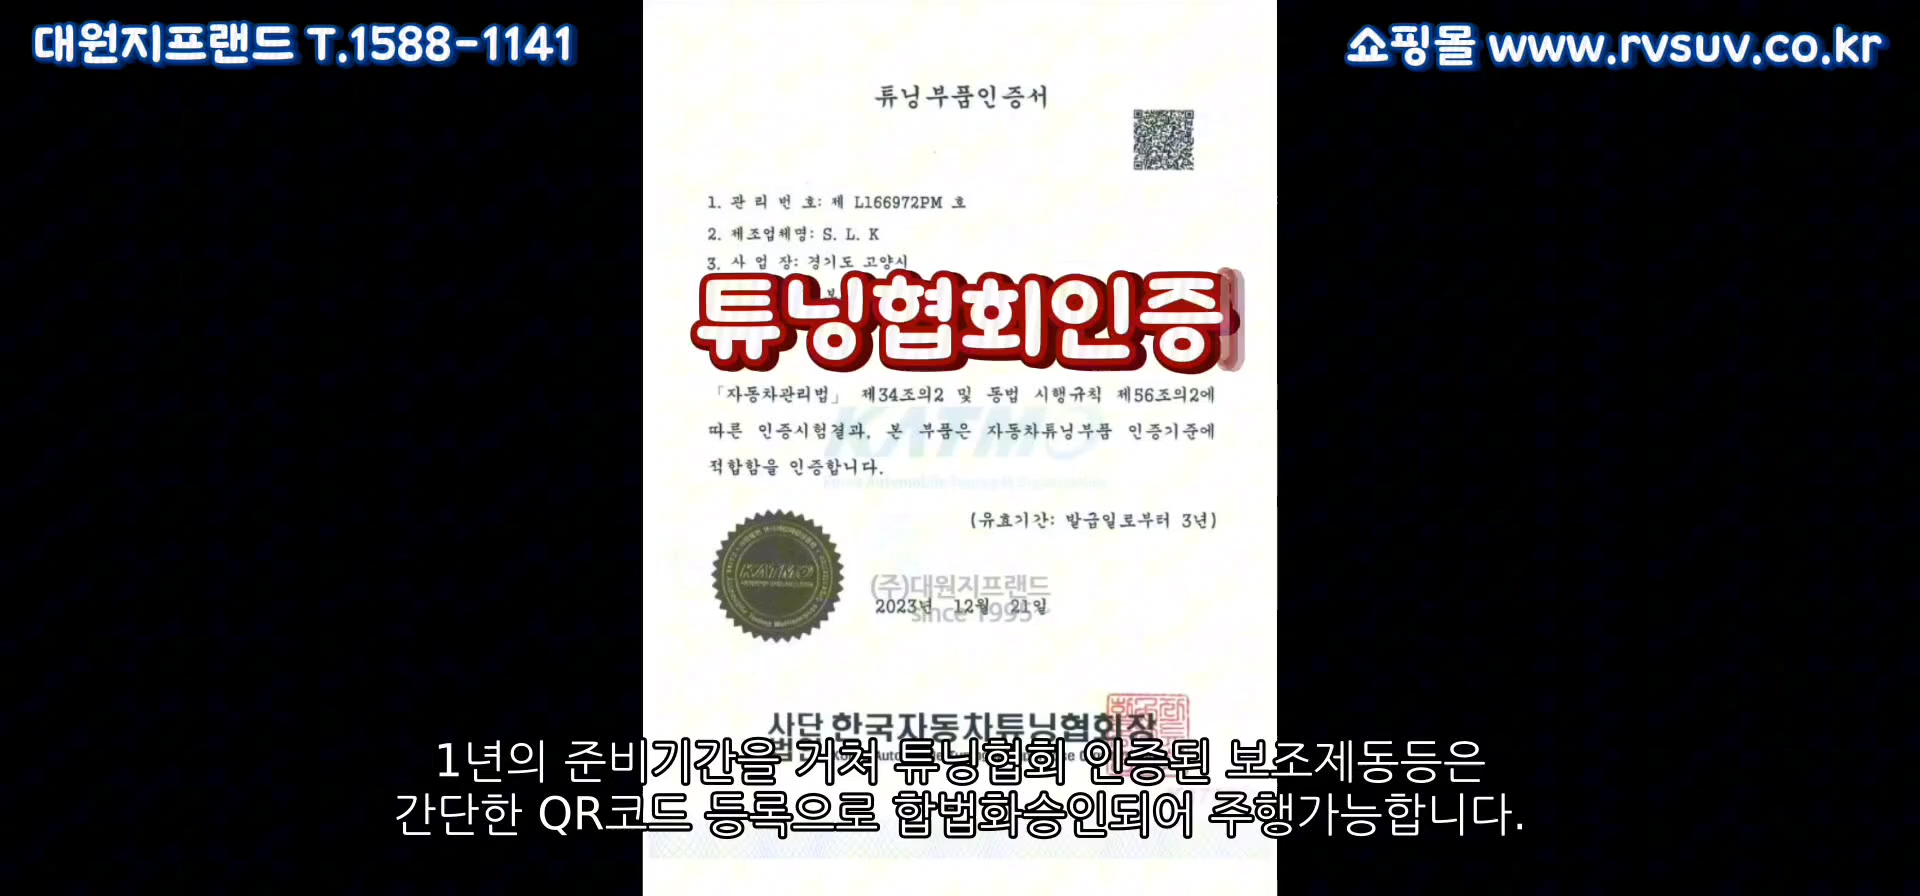 대원지프랜드 T.1588-1141
쇼핑몰 www.rvsuv.co.kr
튜닝부품인증서
1. 관 리 번 호: 제 L166972PM 호
2. 제조업체명: S. L. K
3. 사 업 장: 경기도 고양시
튜닝협회인증
「자동차관리법」 제34조의2 및 동법 시행규칙 제56조의2에
따른 인증시험결과, 본 부품은 자동차튜닝부품 인증기준에
적합함을 인증합니다.
KATMO
(유효기간: 발급일로부터 3년)
KATMO
(주)대원지프랜드
2023년 12월 21일
since 1995~
사단 한국자동차튜닝협회장
1년의 준비기간을 거쳐 튜닝협회 인증된 보조제동등은
간단한 QR코드 등록으로 합법화승인되어 주행가능합니다.